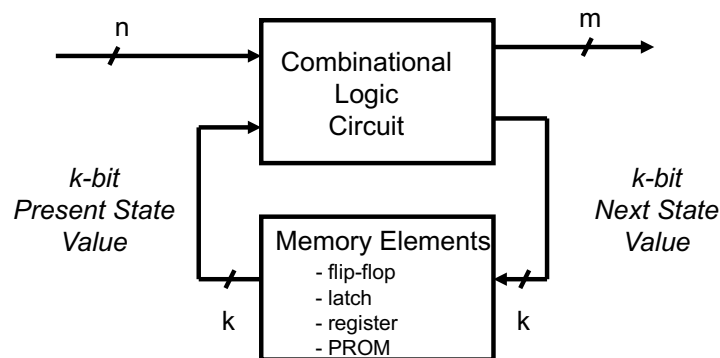 n
m
Combinational
Logic
Circuit
k-bit
Present State
Value
k-bit
Next State
Value
Memory Elements
- flip-flop
- latch
- register
- PROM
k
k